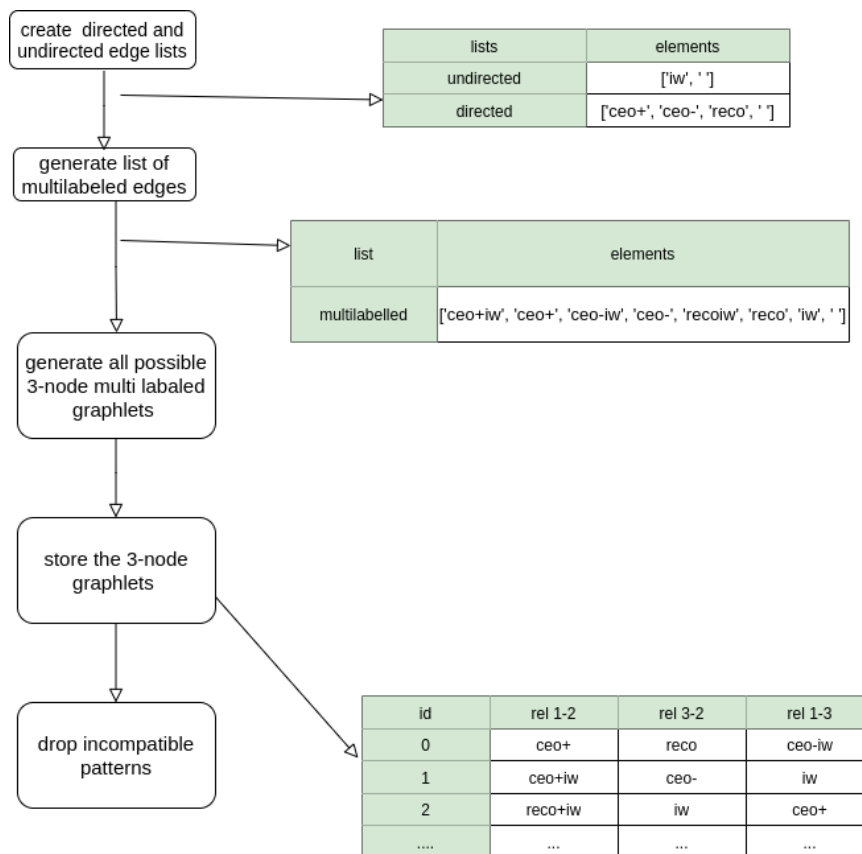 create directed and
undirected edge lists
lists elements
undirected ['iw', ' ']
directed ['ceo+', 'ceo-', 'reco', ' ']
generate list of
multilabeled edges
list elements
multilabelled ['ceo+iw', 'ceo+', 'ceo-iw', 'ceo-', 'recoiw', 'reco', 'iw', ' ']
generate all possible
3-node multi labaled
graphlets
store the 3-node
graphlets
drop incompatible
patterns
id rel 1-2 rel 3-2 rel 1-3
0 ceo+ reco ceo-iw
1 ceo+iw ceo- iw
2 reco+iw iw ceo+
.... ... ... ...